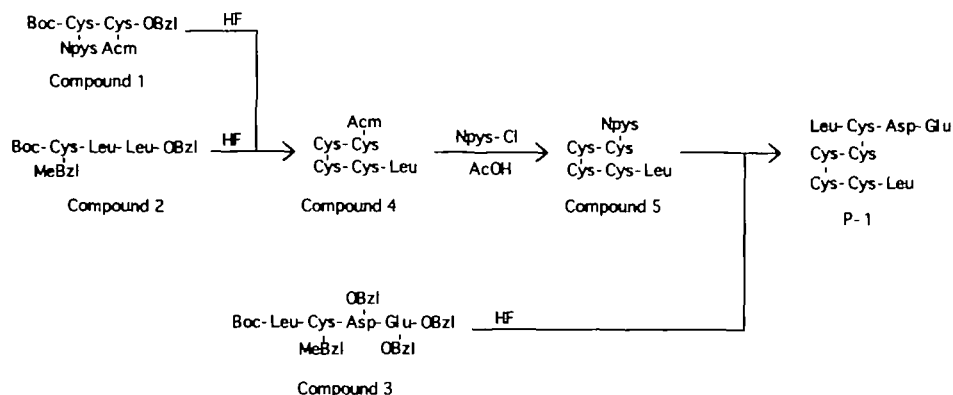 Boc-Cys-Cys-OBzl
Npys Acm
Compound 1
HF
Boc-Cys-Leu-Leu-OBzl
MeBzl
Compound 2
HF
Acm
Cys-Cys
Cys-Cys-Leu
Compound 4
Npys-Cl
AcOH
Npys
Cys-Cys
Cys-Cys-Leu
Compound 5
Leu-Cys-Asp-Glu
Cys-Cys
Cys-Cys-Leu
P-1
OBzl
Boc-Leu-Cys-Asp-Glu-OBzl
MeBzl OBzl
Compound 3
HF